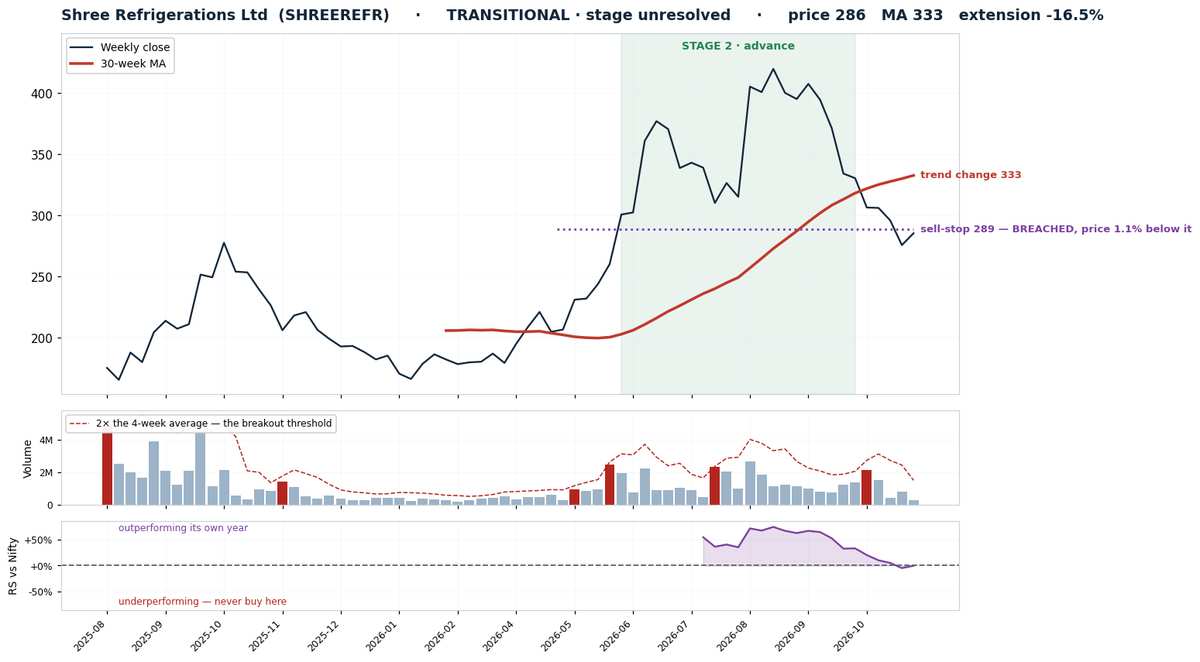 Shree Refrigerations Ltd (SHREEREFR) · TRANSITIONAL · stage unresolved · price 286 MA 333 extension -16.5%
Weekly close
30-week MA
STAGE 2 · advance
400
350
300
250
200
trend change 333
sell-stop 289 — BREACHED, price 1.1% below it
Volume
2× the 4-week average — the breakout threshold
4M
2M
0
RS vs Nifty
outperforming its own year
+50%
+0%
-50%
underperforming — never buy here
2025-08
2025-09
2025-10
2025-11
2025-12
2026-01
2026-02
2026-04
2026-05
2026-06
2026-07
2026-08
2026-09
2026-10